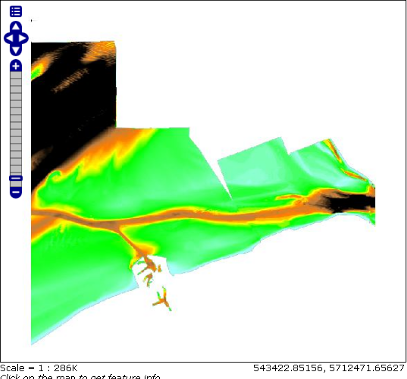 Scale = 1 : 286K
543422.85156, 5712471.65627
Click on the map to get feature info